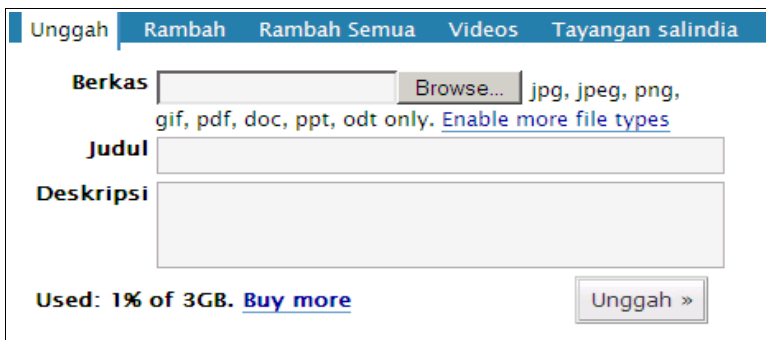 Unggah Rambah Rambah Semua Videos Tayangan salindia
Berkas Browse... jpg, jpeg, png,
gif, pdf, doc, ppt, odt only. Enable more file types
Judul
Deskripsi
Used: 1% of 3GB. Buy more Unggah »